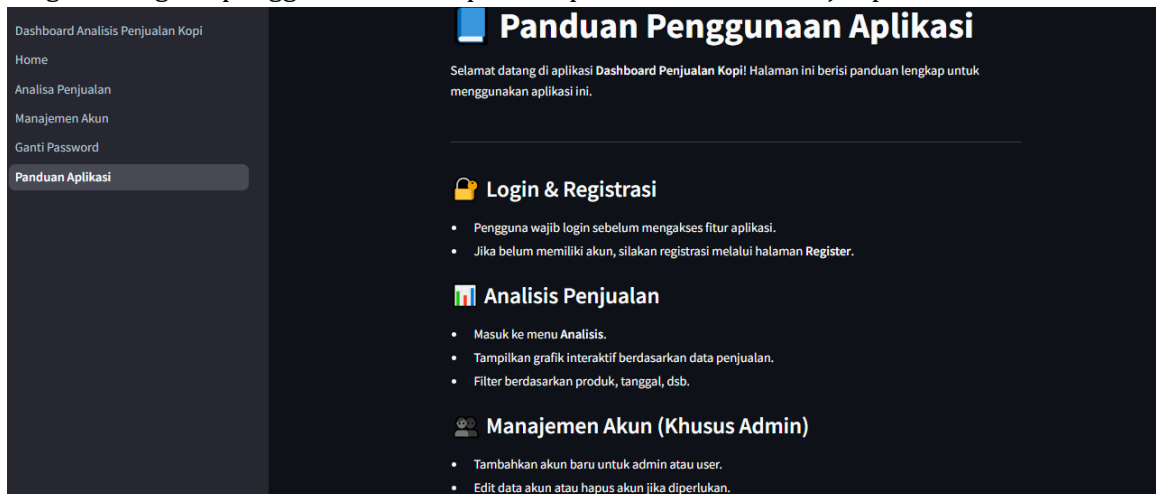 Dashboard Analisis Penjualan Kopi
Home
Analisa Penjualan
Manajemen Akun
Ganti Password
Panduan Aplikasi
Panduan Penggunaan Aplikasi
Selamat datang di aplikasi Dashboard Penjualan Kopi! Halaman ini berisi panduan lengkap untuk
menggunakan aplikasi ini.
Login & Registrasi
• Pengguna wajib login sebelum mengakses fitur aplikasi.
• Jika belum memiliki akun, silakan registrasi melalui halaman Register.
Analisis Penjualan
• Masuk ke menu Analisis.
• Tampilkan grafik interaktif berdasarkan data penjualan.
• Filter berdasarkan produk, tanggal, dsb.
Manajemen Akun (Khusus Admin)
• Tambahkan akun baru untuk admin atau user.
• Edit data akun atau hapus akun jika diperlukan.